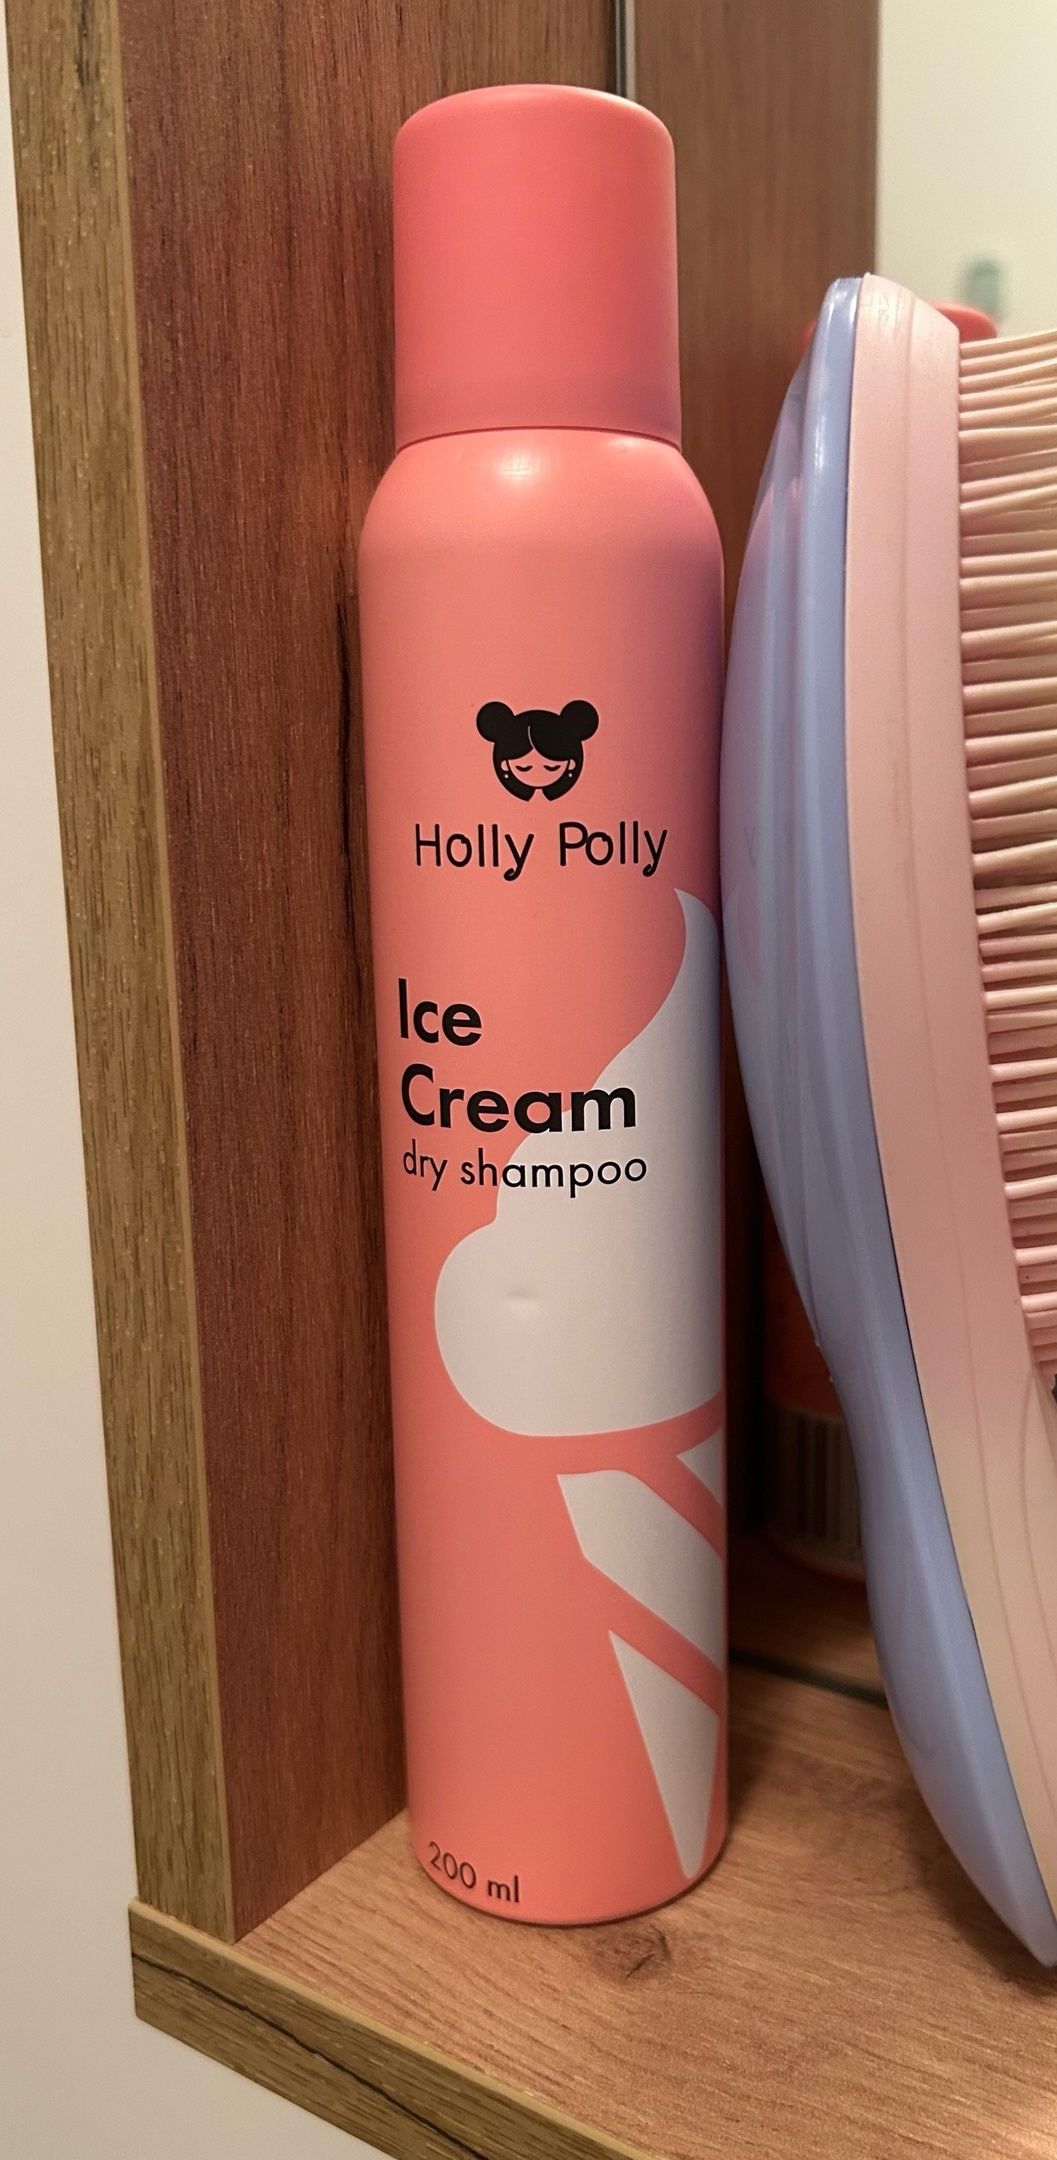 Holly Polly
Ice
Cream
dry shampoo
200 ml